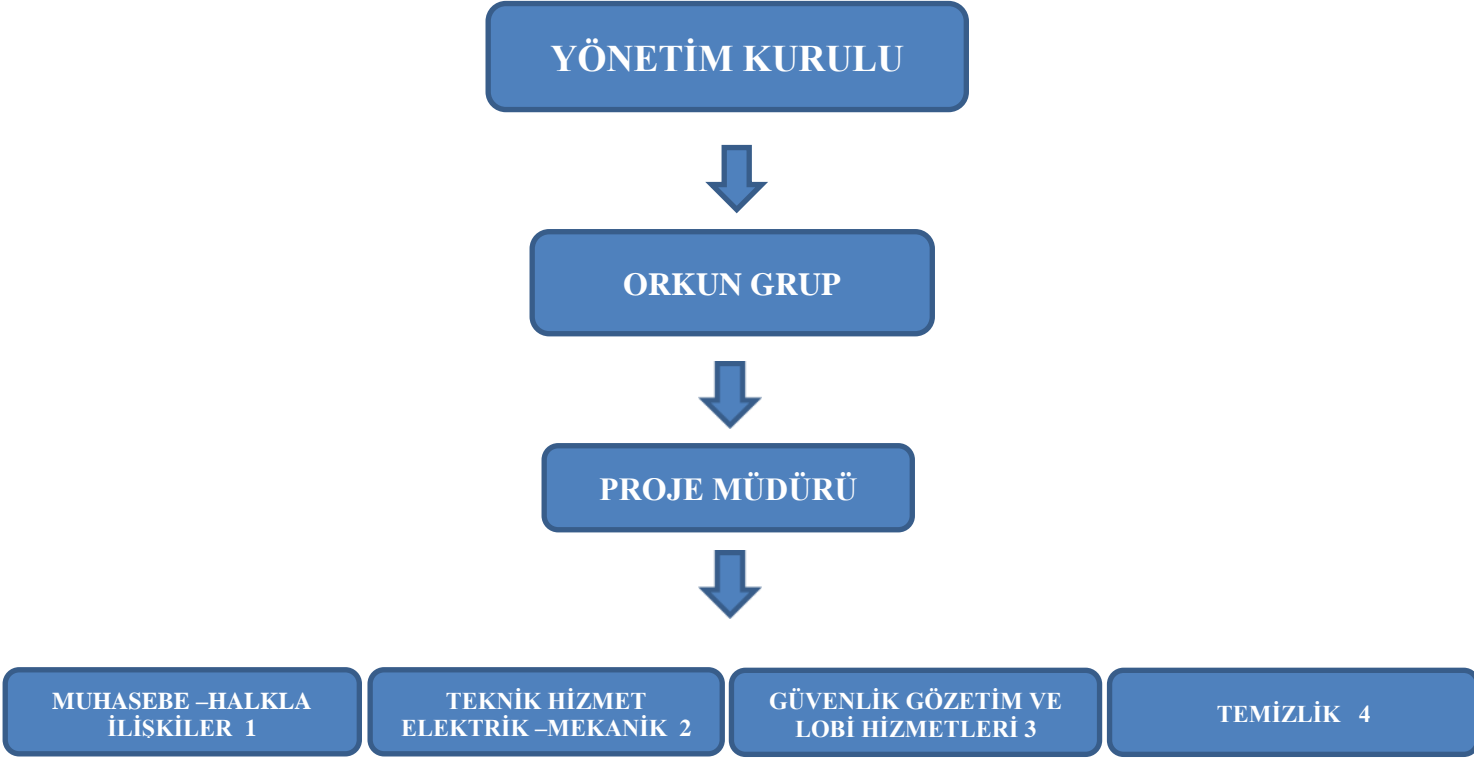 YÖNETİM KURULU
ORKUN GRUP
PROJE MÜDÜRÜ
MUHASEBE –HALKLA
İLİŞKİLER 1
TEKNİK HİZMET
ELEKTRİK –MEKANİK 2
GÜVENLİK GÖZETİM VE
LOBİ HİZMETLERİ 3
TEMİZLİK 4